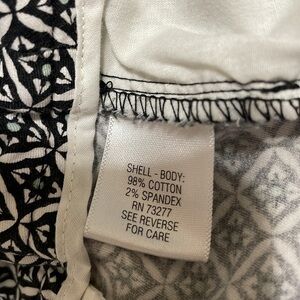 SHELL - BODY:
98% COTTON
2% SPANDEX
RN 73277
SEE REVERSE
FOR CARE